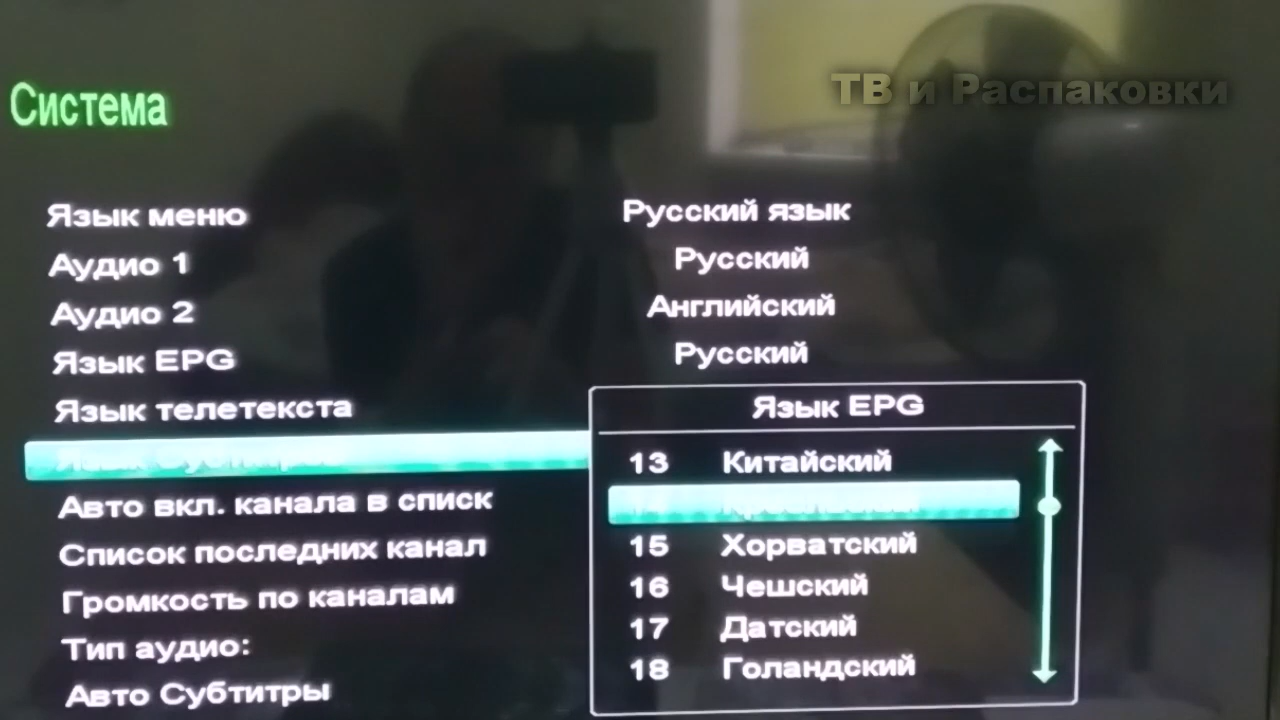 ТВ и Распаковки
Система
Язык меню Русский язык
Аудио 1 Русский
Аудио 2 Английский
Язык EPG Русский
Язык телетекста
Авто вкл. канала в списк
Список последних канал
Громкость по каналам
Тип аудио:
Авто Субтитры
Язык EPG
13 Китайский
14
15 Хорватский
16 Чешский
17 Датский
18 Голандский